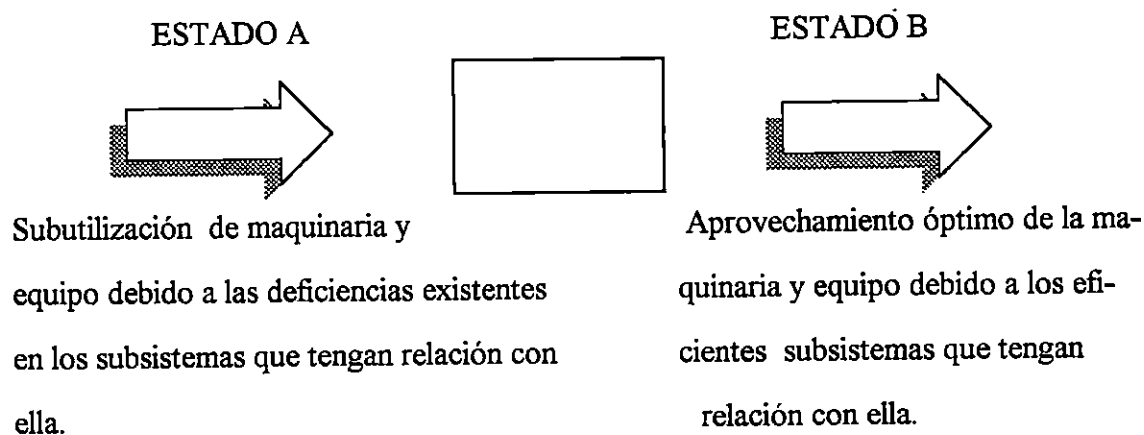 ESTADO A
Subutilización de maquinaria y
equipo debido a las deficiencias existentes
en los subsistemas que tengan relación con
ella.
ESTADO B
Aprovechamiento óptimo de la ma-
quinaria y equipo debido a los efi-
cientes subsistemas que tengan
relación con ella.